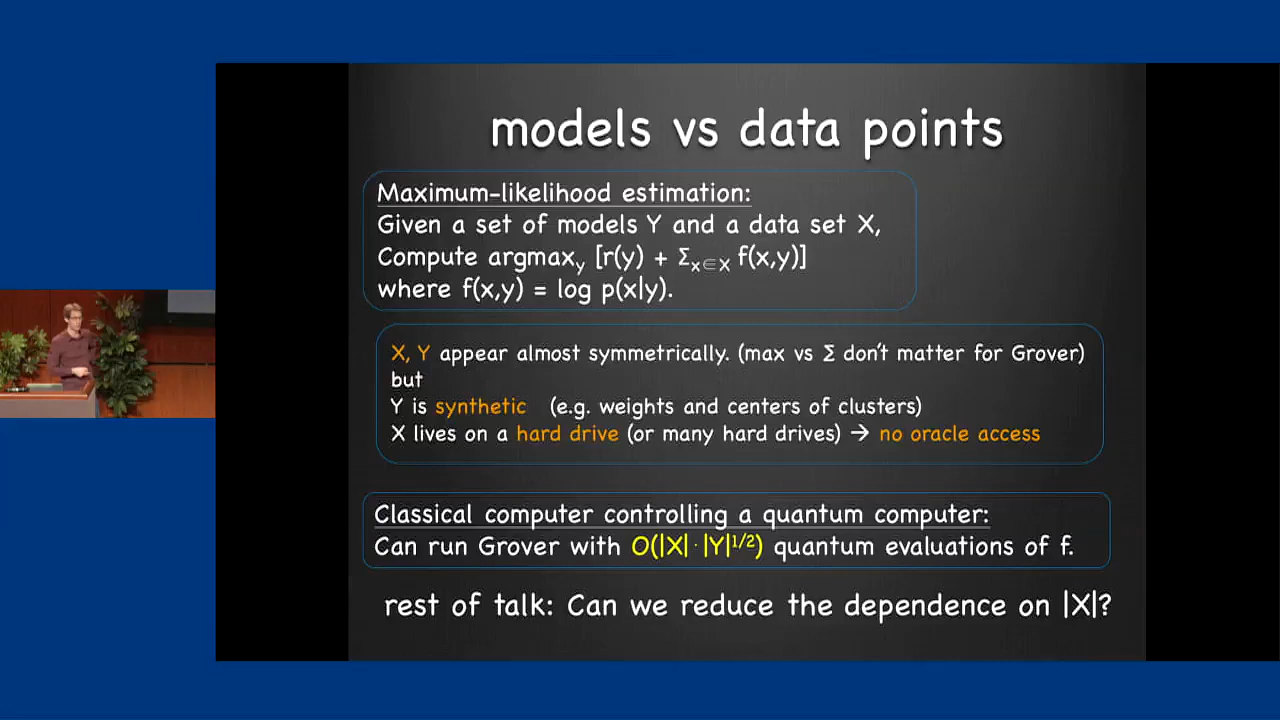 models vs data points
Maximum-likelihood estimation:
Given a set of models Y and a data set X,
Compute argmaxy [r(y) + Σx∈X f(x,y)]
where f(x,y) = log p(x|y).
X, Y appear almost symmetrically. (max vs Σ don't matter for Grover)
but
Y is synthetic (e.g. weights and centers of clusters)
X lives on a hard drive (or many hard drives) → no oracle access
Classical computer controlling a quantum computer:
Can run Grover with O(|X|·|Y|^1/2) quantum evaluations of f.
rest of talk: Can we reduce the dependence on |X|?